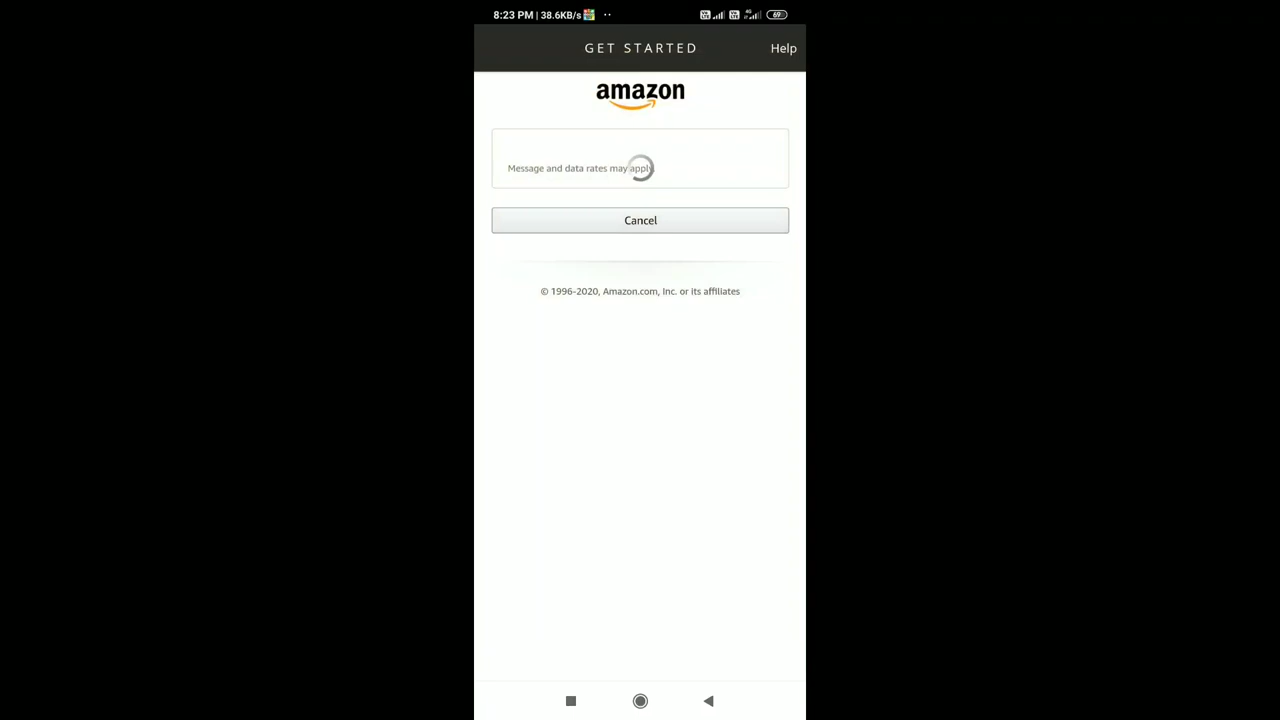 8:23 PM | 38.6KB/s
GET STARTED
Help
amazon
Message and data rates may apply.
Cancel
© 1996-2020, Amazon.com, Inc. or its affiliates